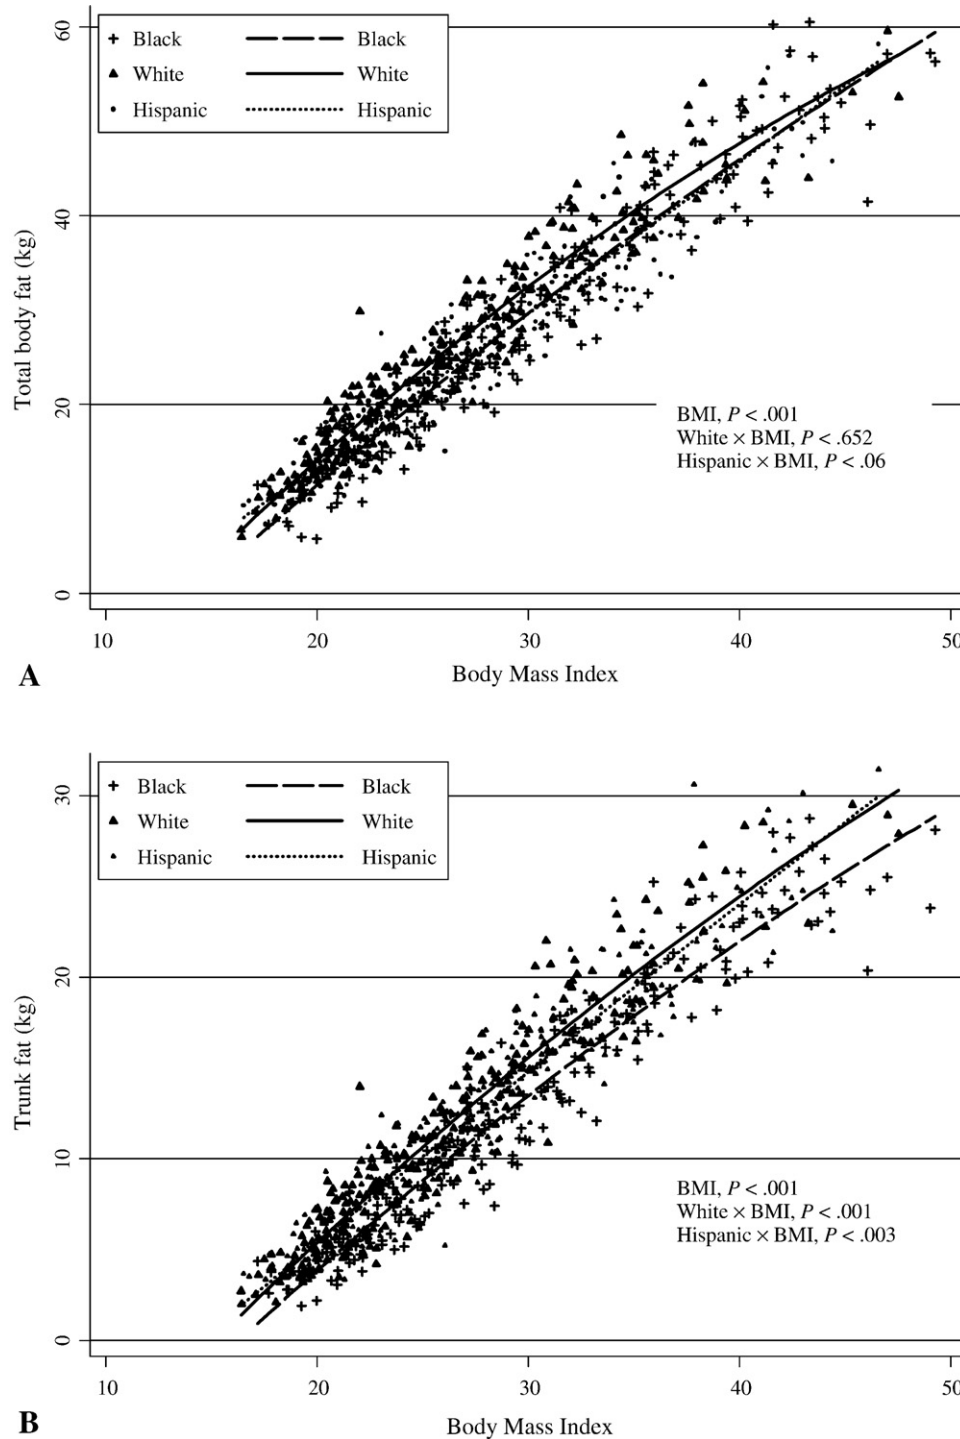 60
40
20
0
Total body fat (kg)
Black Black
White White
Hispanic Hispanic
BMI, P < .001
White × BMI, P < .652
Hispanic × BMI, P < .06
10 20 30 40 50
Body Mass Index
A
30
20
10
0
Trunk fat (kg)
Black Black
White White
Hispanic Hispanic
BMI, P < .001
White × BMI, P < .001
Hispanic × BMI, P < .003
10 20 30 40 50
Body Mass Index
B